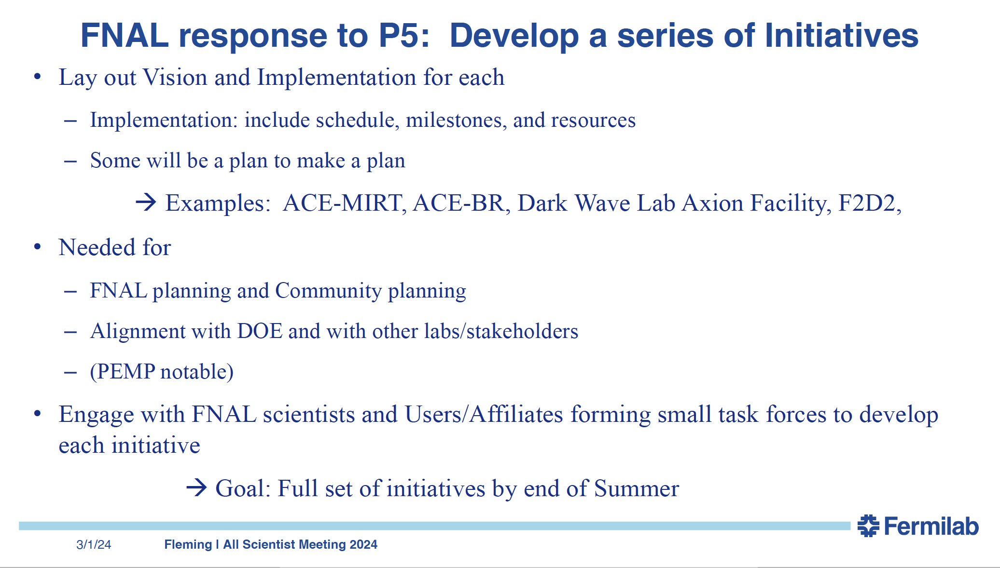 FNAL response to P5:  Develop a series of Initiatives
• Lay out Vision and Implementation for each
– Implementation: include schedule, milestones, and resources
– Some will be a plan to make a plan
→ Examples:  ACE-MIRT, ACE-BR, Dark Wave Lab Axion Facility, F2D2,
• Needed for
– FNAL planning and Community planning
– Alignment with DOE and with other labs/stakeholders
– (PEMP notable)
• Engage with FNAL scientists and Users/Affiliates forming small task forces to develop
each initiative
→ Goal: Full set of initiatives by end of Summer
Fermilab
3/1/24 Fleming | All Scientist Meeting 2024